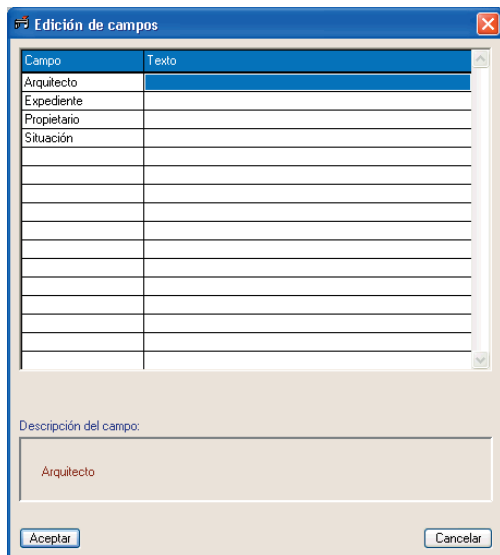 Edición de campos
Campo Texto
Arquitecto
Expediente
Propietario
Situación
Descripción del campo:
Arquitecto
Aceptar Cancelar